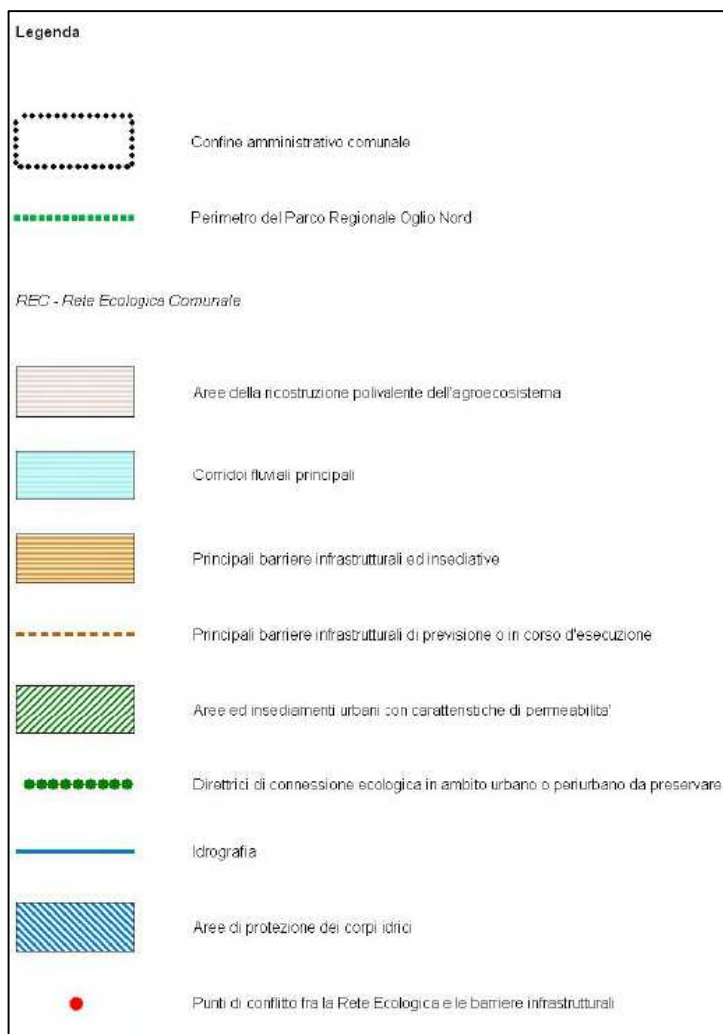 Legenda
Confine amministrativo comunale
Perimetro del Parco Regionale Oglio Nord
REC - Rete Ecologica Comunale
Aree della ricostruzione polivalente dell'agroecosistema
Corridoi fluviali principali
Principali barriere infrastrutturali ed insediative
Principali barriere infrastrutturali di previsione o in corso d'esecuzione
Aree ed insediamenti urbani con caratteristiche di permeabilita'
Direttrici di connessione ecologica in ambito urbano o periurbano da preservare
Idrografia
Aree di protezione dei corpi idrici
Punti di conflitto fra la Rete Ecologica e le barriere infrastrutturali